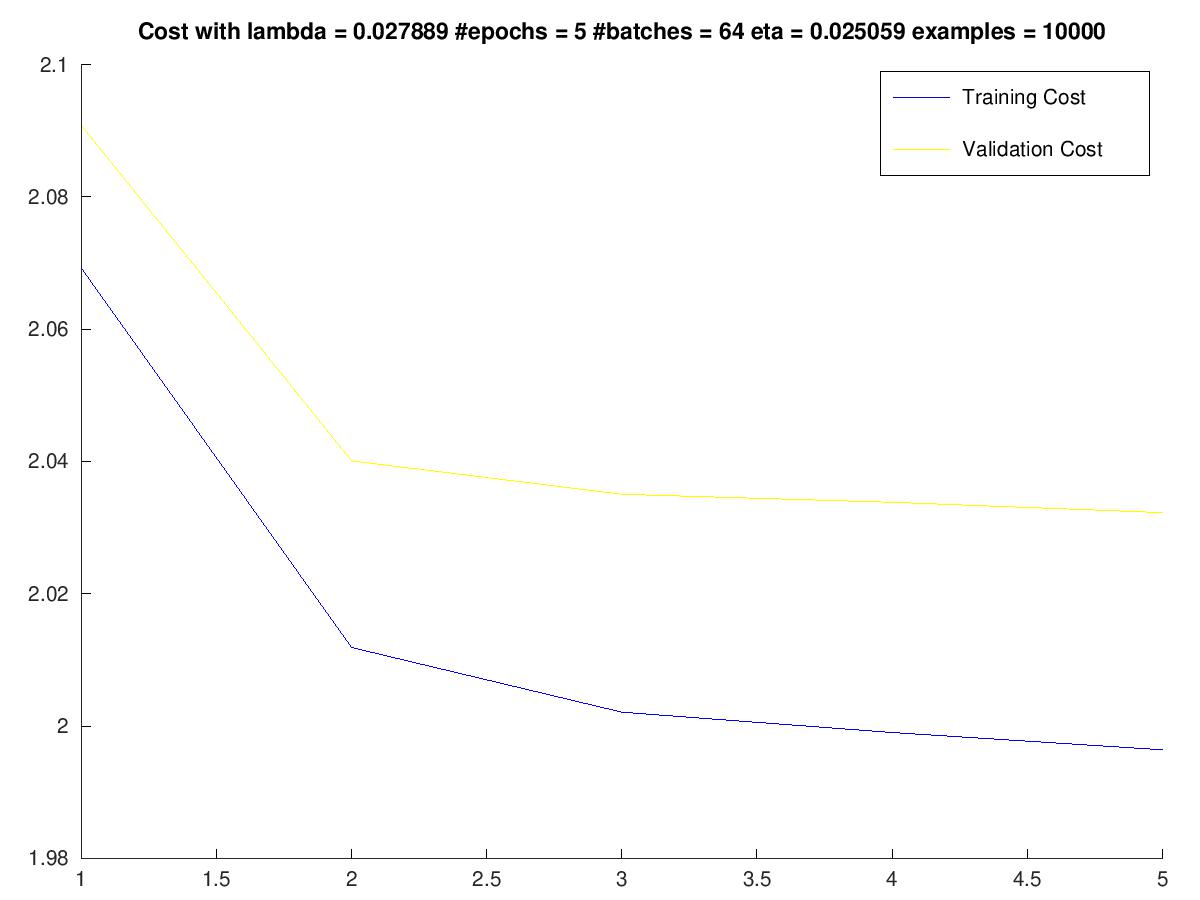 Cost with lambda = 0.027889 #epochs = 5 #batches = 64 eta = 0.025059 examples = 10000
2.1
Training Cost
Validation Cost
2.08
2.06
2.04
2.02
2
1.98
1 1.5 2 2.5 3 3.5 4 4.5 5